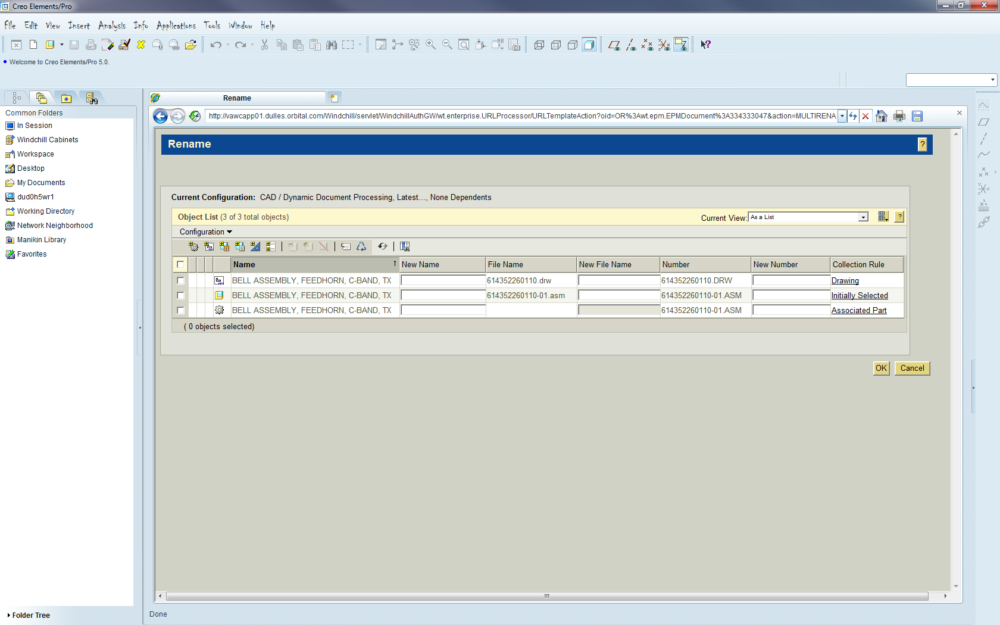 Creo Elements/Pro
File Edit View Insert Analysis Info Applications Tools Window Help
Welcome to Creo Elements/Pro 5.0.
Common Folders
In Session
Windchill Cabinets
Workspace
Desktop
My Documents
dud0h5wr1
Working Directory
Network Neighborhood
Manikin Library
Favorites
Folder Tree
Rename
http://vawcapp01.dulles.orbital.com/Windchill/servlet/WindchillAuthGW/wt.enterprise.URLProcessor/URLTemplateAction?oid=OR%3Awt.epm.EPMDocument%3A334333047&action=MULTIRENA
Rename ?
Current Configuration: CAD / Dynamic Document Processing, Latest..., None Dependents
Object List (3 of 3 total objects) Current View: As a List ?
Configuration
Name New Name File Name New File Name Number New Number Collection Rule
BELL ASSEMBLY, FEEDHORN, C-BAND, TX 614352260110.drw 614352260110.DRW Drawing
BELL ASSEMBLY, FEEDHORN, C-BAND, TX 614352260110-01.asm 614352260110-01.ASM Initially Selected
BELL ASSEMBLY, FEEDHORN, C-BAND, TX 614352260110-01.ASM Associated Part
( 0 objects selected)
OK Cancel
Done